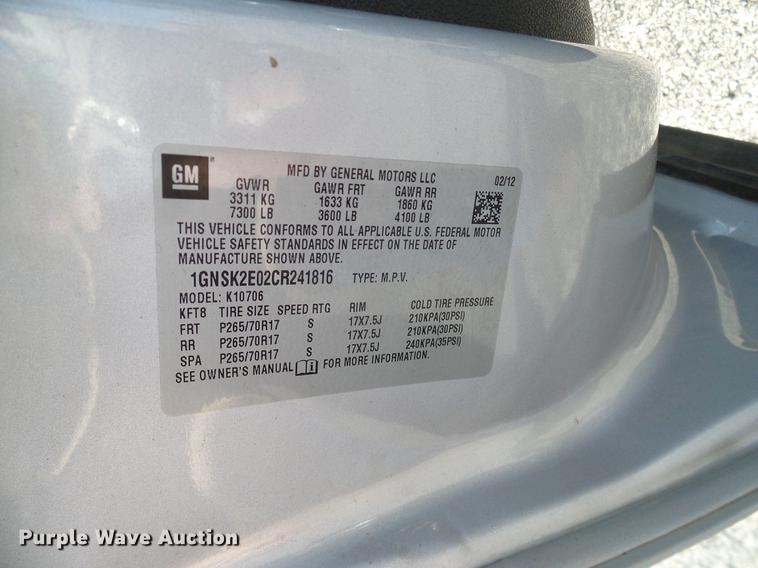 GM
MFD BY GENERAL MOTORS LLC
02/12
GVWR GAWR FRT GAWR RR
3311 KG 1633 KG 1860 KG
7300 LB 3600 LB 4100 LB
THIS VEHICLE CONFORMS TO ALL APPLICABLE U.S. FEDERAL MOTOR
VEHICLE SAFETY STANDARDS IN EFFECT ON THE DATE OF
MANUFACTURE SHOWN ABOVE.
1GNSK2E02CR241816 TYPE: M.P.V.
MODEL: K10706
KFT8 TIRE SIZE SPEED RTG RIM COLD TIRE PRESSURE
FRT P265/70R17 S 17X7.5J 210KPA(30PSI)
RR P265/70R17 S 17X7.5J 210KPA(30PSI)
SPA P265/70R17 S 17X7.5J 240KPA(35PSI)
SEE OWNER'S MANUAL i FOR MORE INFORMATION.
Purple Wave Auction